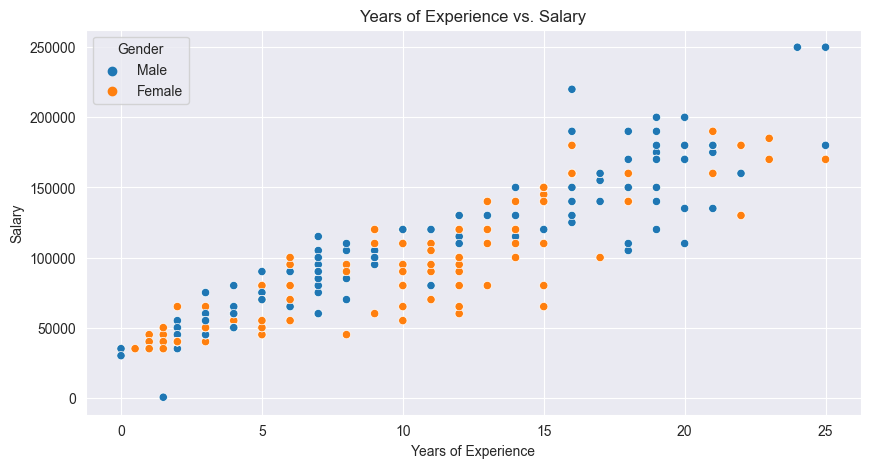 Years of Experience vs. Salary
Gender
Male
Female
250000
200000
150000
100000
50000
0
Salary
0 5 10 15 20 25
Years of Experience